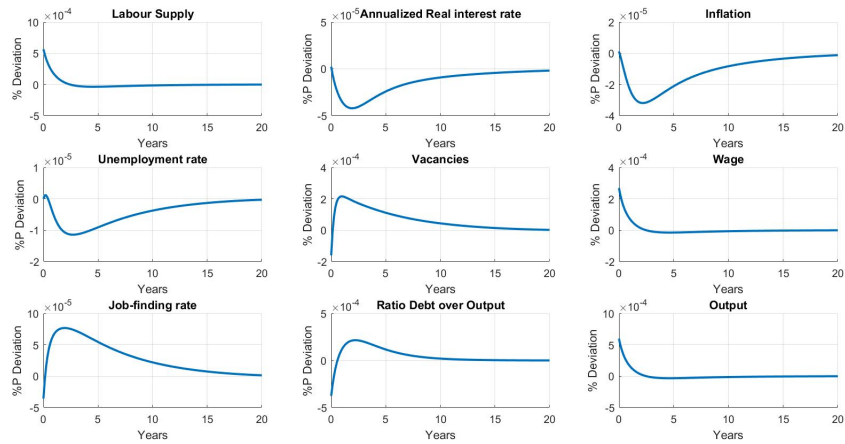 Labour Supply
×10⁻⁴
10
5
0
-5
% Deviation
0 5 10 15 20
Years
Annualized Real interest rate
×10⁻⁵
5
0
-5
%P Deviation
0 5 10 15 20
Years
Inflation
×10⁻⁵
2
0
-2
-4
%P Deviation
0 5 10 15 20
Years
Unemployment rate
×10⁻⁵
1
0
-1
-2
%P Deviation
0 5 10 15 20
Years
Vacancies
×10⁻⁴
4
2
0
-2
% Deviation
0 5 10 15 20
Years
Wage
×10⁻⁴
4
2
0
-2
% Deviation
0 5 10 15 20
Years
Job-finding rate
×10⁻⁵
10
5
0
-5
%P Deviation
0 5 10 15 20
Years
Ratio Debt over Output
×10⁻⁴
5
0
-5
%P Deviation
0 5 10 15 20
Years
Output
×10⁻⁴
10
5
0
-5
% Deviation
0 5 10 15 20
Years